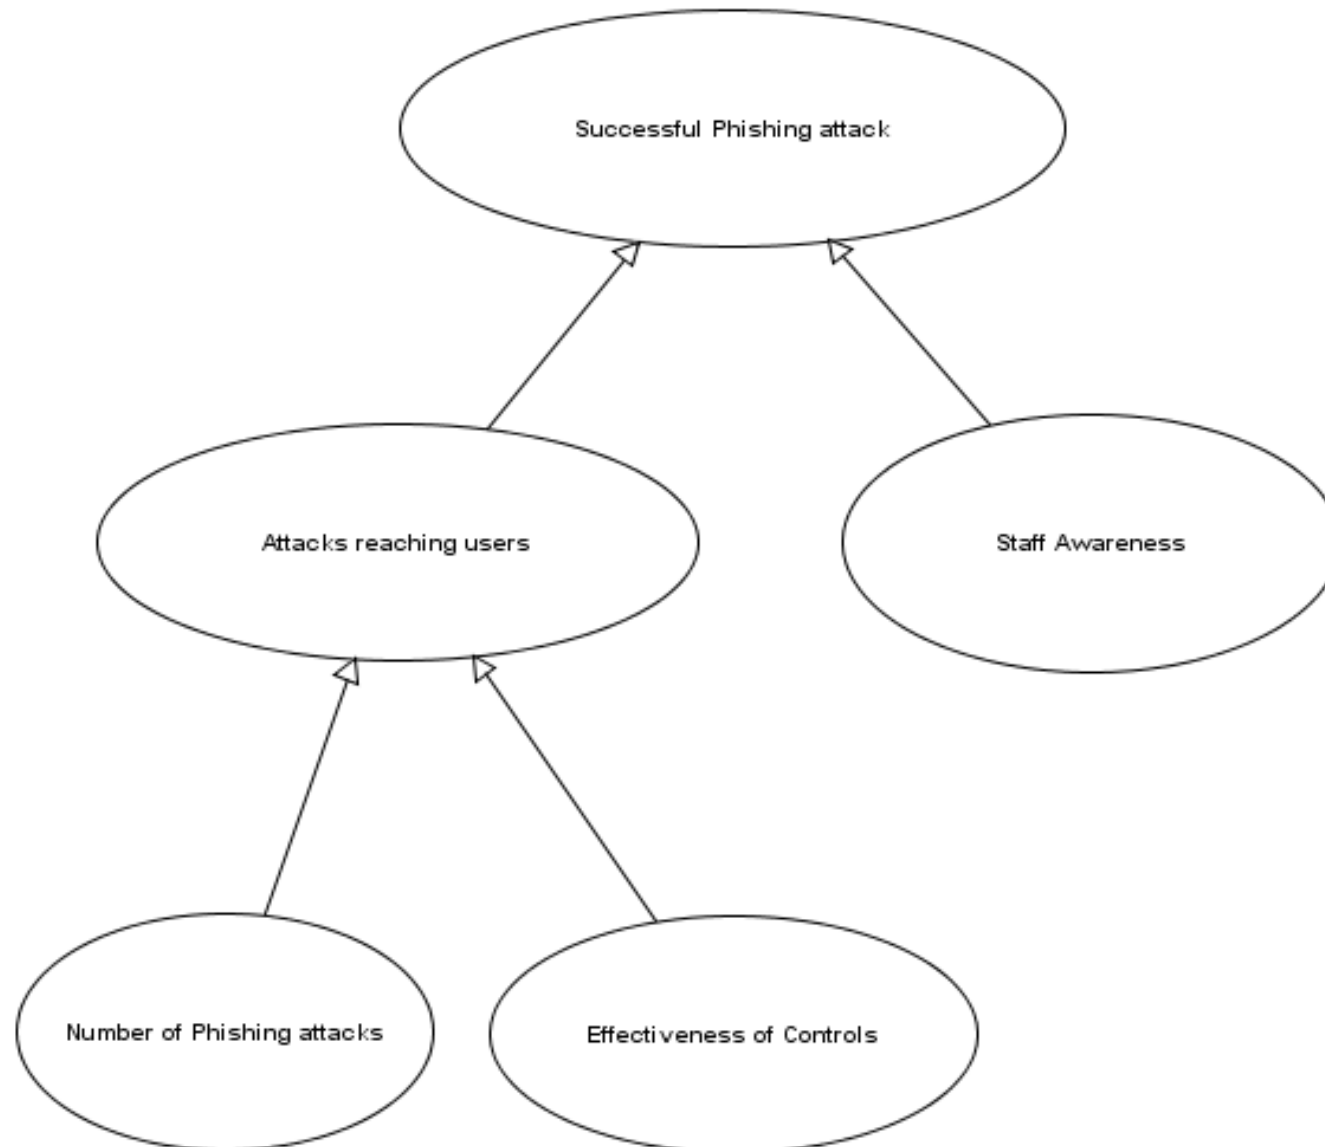 Successful Phishing attack
Attacks reaching users
Staff Awareness
Number of Phishing attacks
Effectiveness of Controls